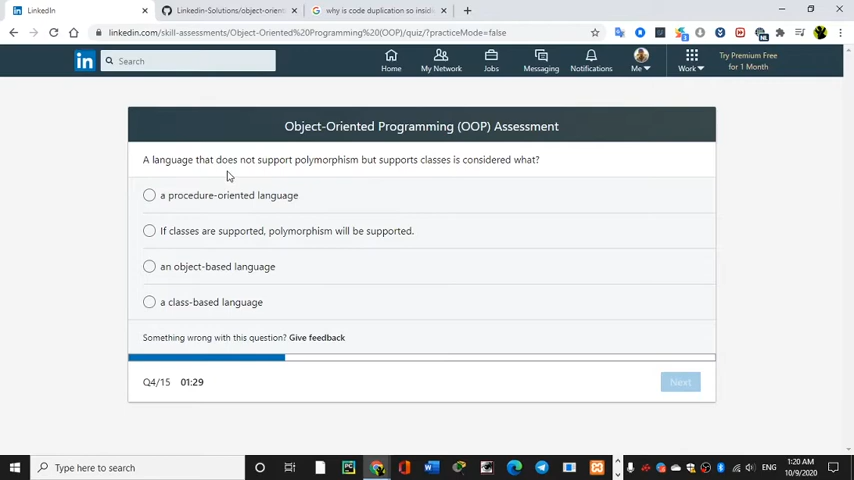 LinkedIn
Linkedin-Solutions/object-orien
why is code duplication so insid
linkedin.com/skill-assessments/Object-Oriented%20Programming%20(OOP)/quiz/?practiceMode=false
in
Search
Home
My Network
Jobs
Messaging
Notifications
Me
Work
Try Premium Free
for 1 Month
Object-Oriented Programming (OOP) Assessment
A language that does not support polymorphism but supports classes is considered what?
a procedure-oriented language
If classes are supported, polymorphism will be supported.
an object-based language
a class-based language
Something wrong with this question? Give feedback
Q4/15 01:29
Next
Type here to search
ENG
1:20 AM
10/9/2020